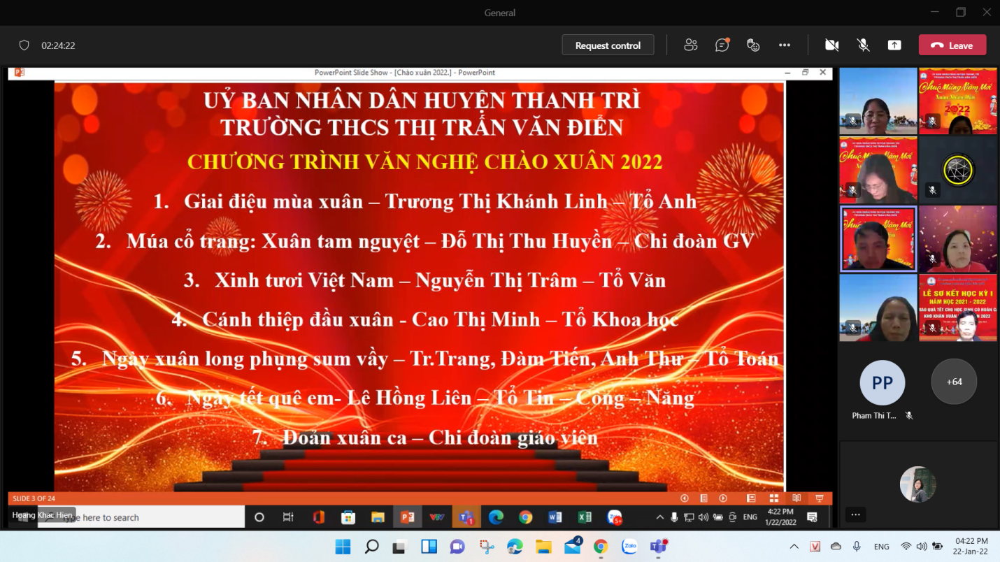 General
02:24:22
Request control
Leave
PowerPoint Slide Show - [Chào xuân 2022.] - PowerPoint
UỶ BAN NHÂN DÂN HUYỆN THANH TRÌ
TRƯỜNG THCS THỊ TRẤN VĂN ĐIỂN
CHƯƠNG TRÌNH VĂN NGHỆ CHÀO XUÂN 2022
1. Giai điệu mùa xuân – Trương Thị Khánh Linh – Tổ Anh
2. Múa cổ trang: Xuân tam nguyệt – Đỗ Thị Thu Huyền – Chi đoàn GV
3. Xinh tươi Việt Nam – Nguyễn Thị Trâm – Tổ Văn
4. Cánh thiệp đầu xuân - Cao Thị Minh – Tổ Khoa học
5. Ngày xuân long phụng sum vầy – Tr.Trang, Đàm Tiến, Anh Thư – Tổ Toán
6. Ngày tết quê em- Lê Hồng Liên – Tổ Tin – Công – Năng
7. Đoản xuân ca – Chi đoàn giáo viên
SLIDE 3 OF 24
Hoang Khac Hien
ype here to search
ENG
4:22 PM
1/22/2022
Chúc Mừng Năm Mới
Xuân Nhâm Dần
2022
LỄ SƠ KẾT HỌC KỲ I
NĂM HỌC 2021 - 2022
PP
+64
Pham Thi T...
4
Zalo
ENG
04:22 PM
22-Jan-22